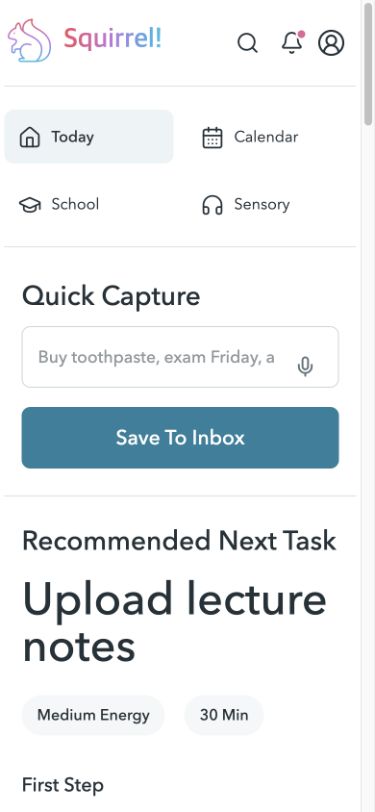 Squirrel!
Today
Calendar
School
Sensory
Quick Capture
Buy toothpaste, exam Friday, a
Save To Inbox
Recommended Next Task
Upload lecture
notes
Medium Energy
30 Min
First Step